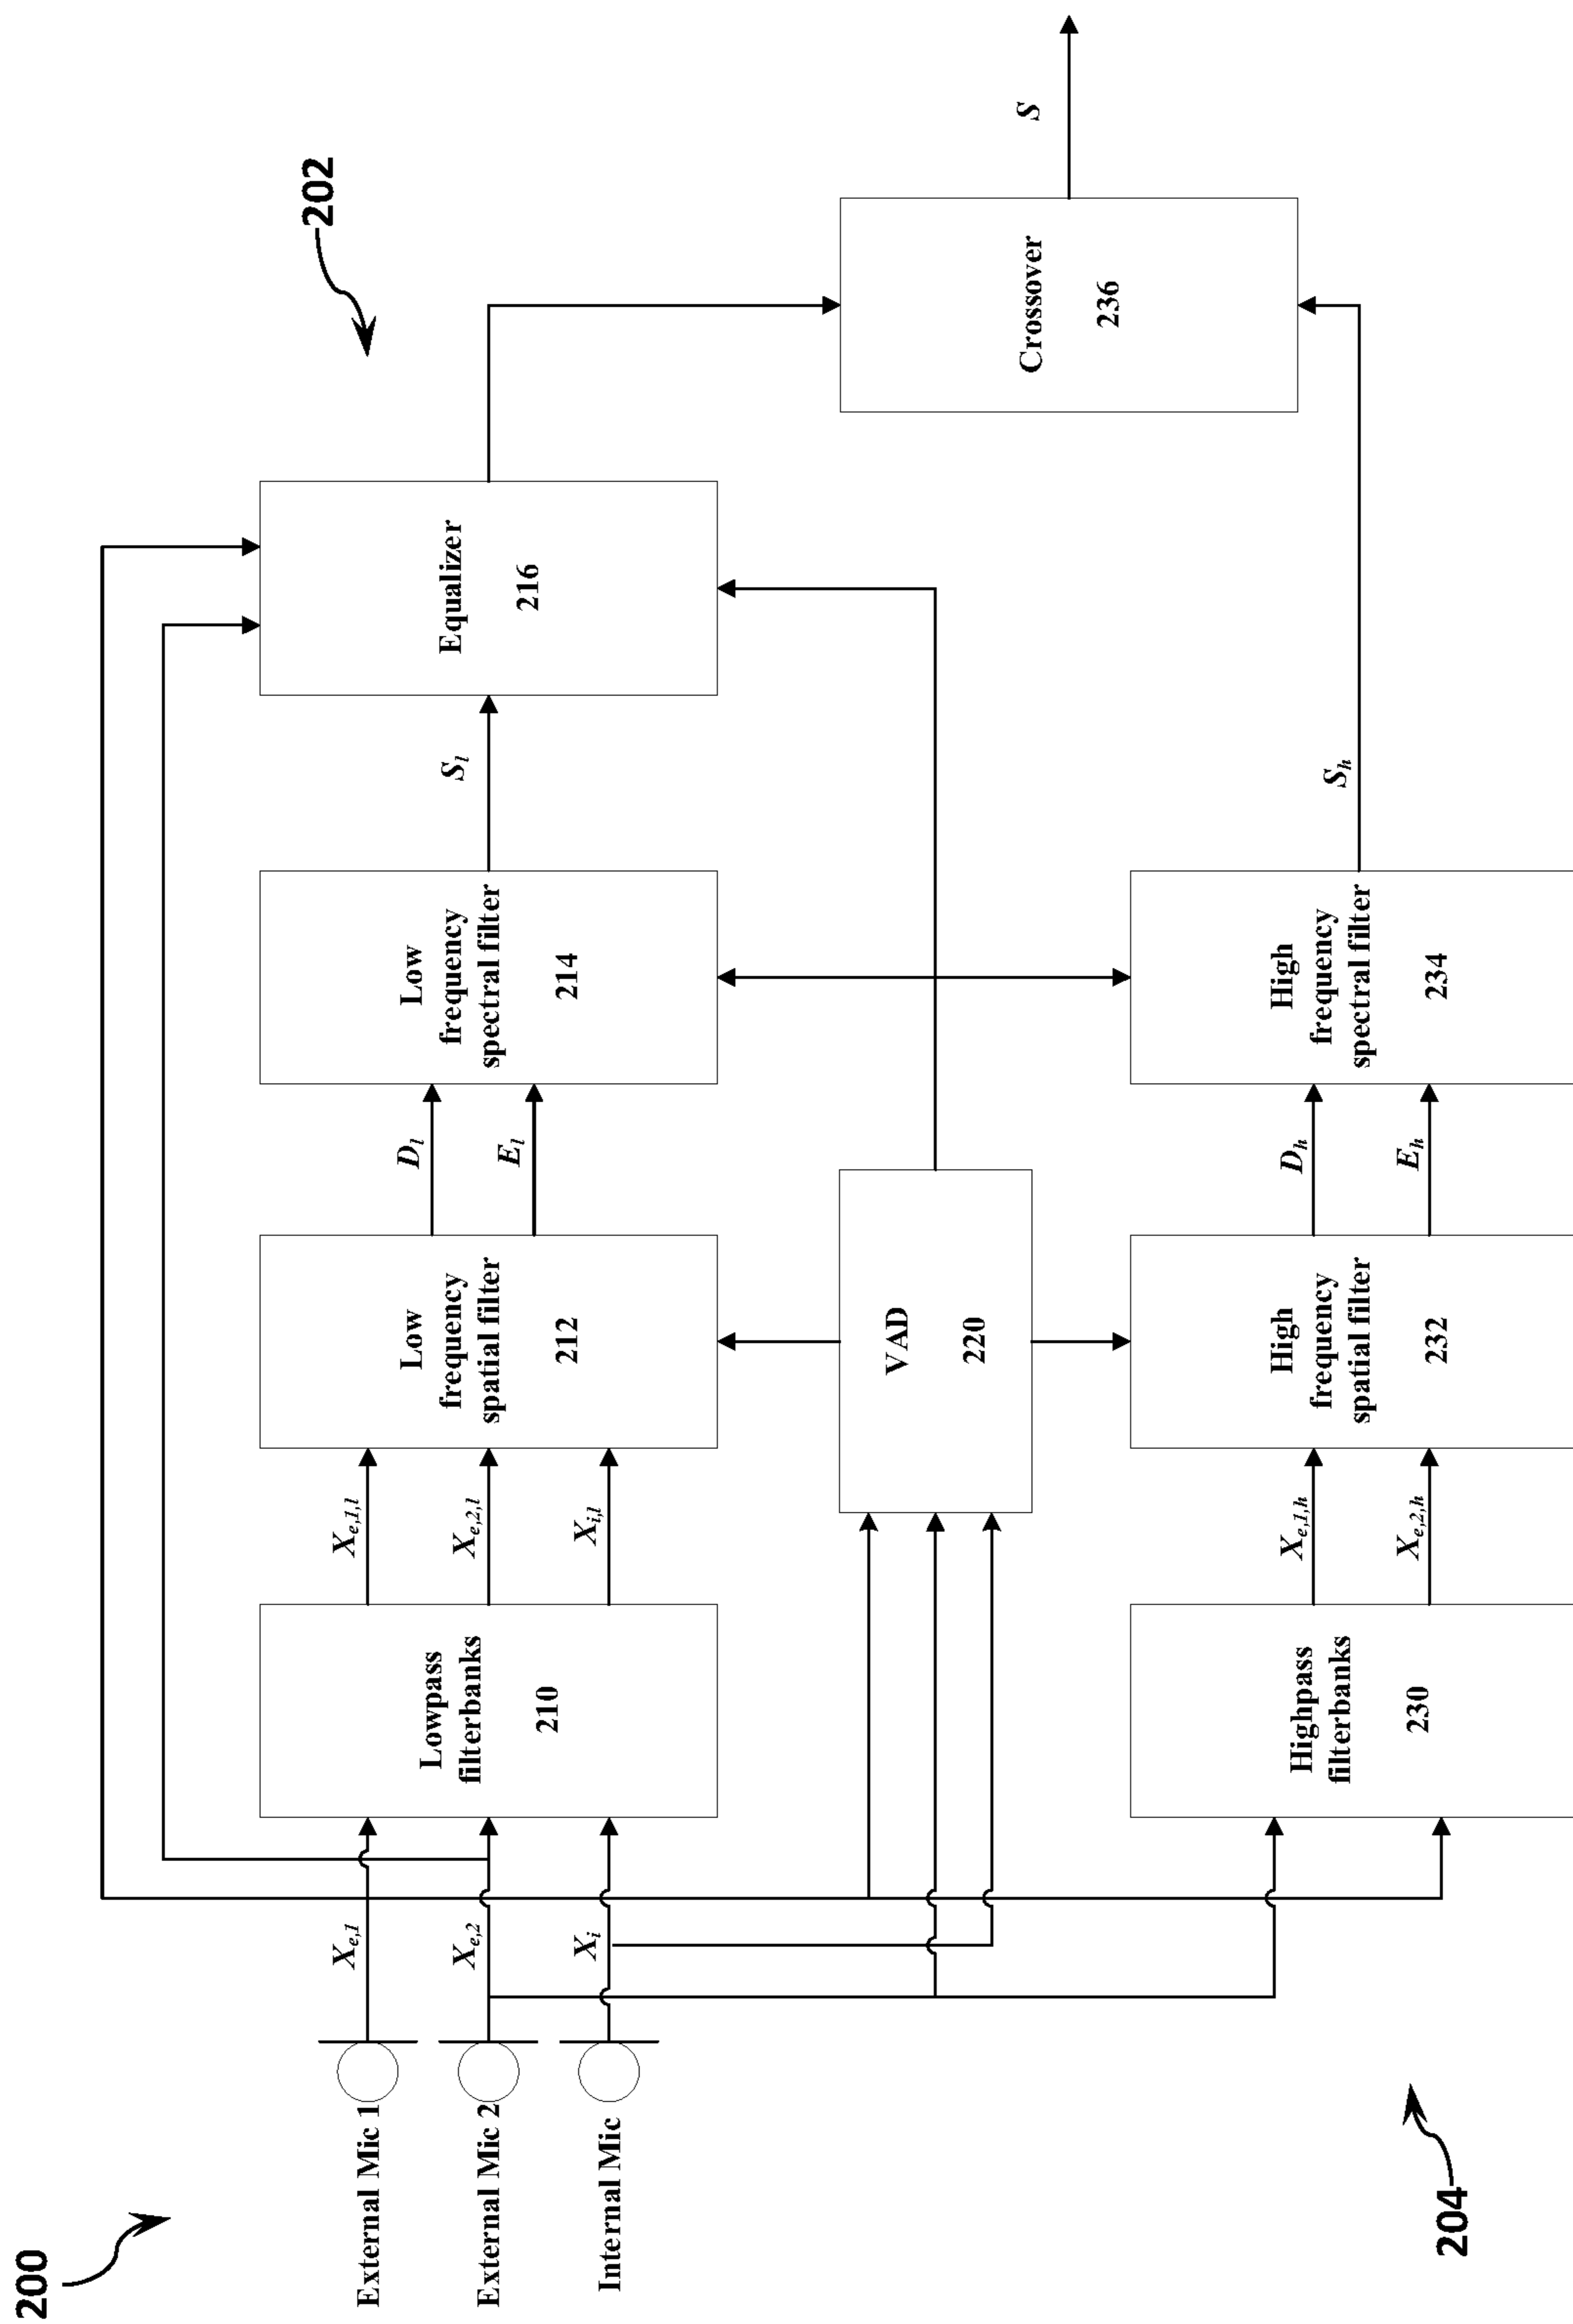 200
202
External Mic 1
External Mic 2
Internal Mic
X_{e,1}
X_{e,2}
X_i
Lowpass
filterbanks
210
X_{e,1,l}
X_{e,2,l}
X_{i,l}
Low
frequency
spatial filter
212
D_l
E_l
Low
frequency
spectral filter
214
S_l
Equalizer
216
VAD
220
Crossover
236
S
Highpass
filterbanks
230
X_{e,1,h}
X_{e,2,h}
High
frequency
spatial filter
232
D_h
E_h
High
frequency
spectral filter
234
S_h
204